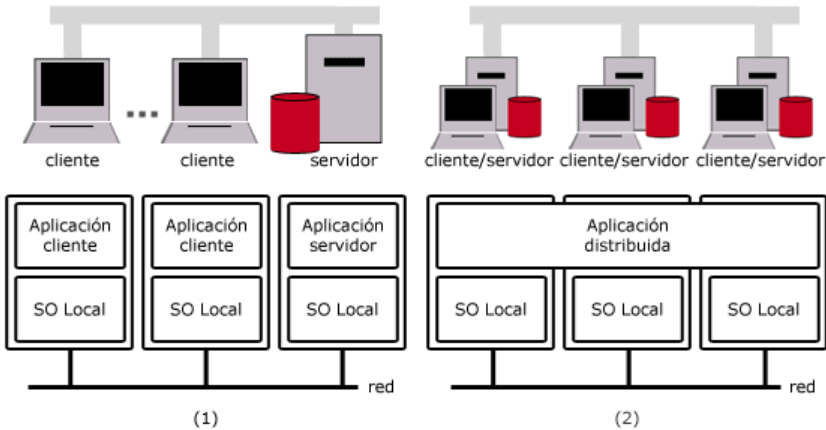 cliente
cliente
servidor
cliente/servidor
cliente/servidor
cliente/servidor
Aplicación
cliente
Aplicación
cliente
Aplicación
servidor
SO Local
SO Local
SO Local
red
(1)
Aplicación
distribuida
SO Local
SO Local
SO Local
red
(2)